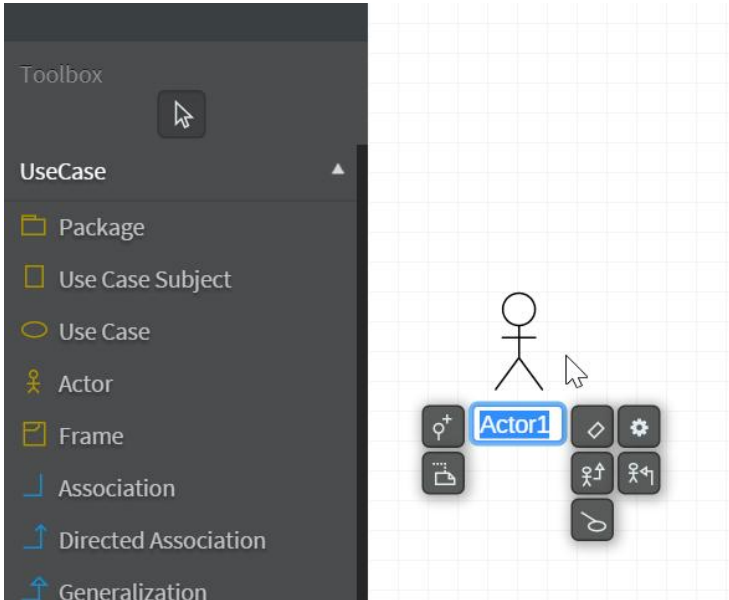 Toolbox
UseCase
Package
Use Case Subject
Use Case
Actor
Frame
Association
Directed Association
Generalization
Actor1